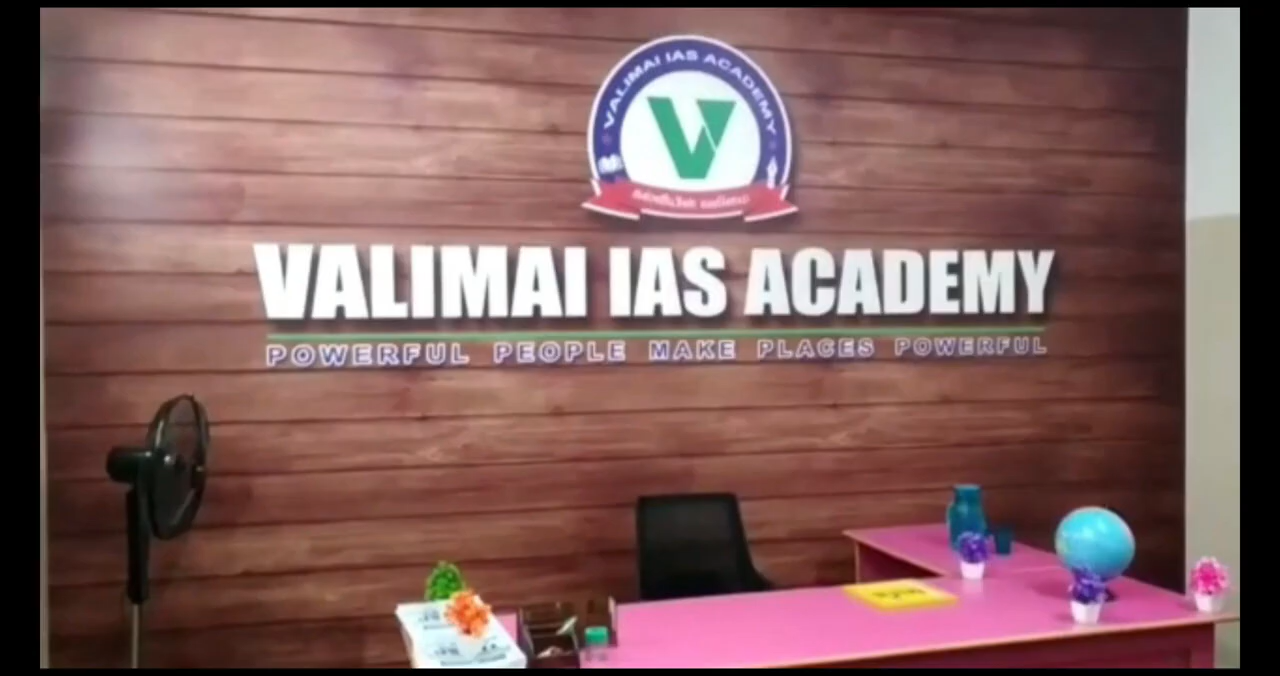 VALIMAI IAS ACADEMY
V
VALIMAI IAS ACADEMY
POWERFUL PEOPLE MAKE PLACES POWERFUL